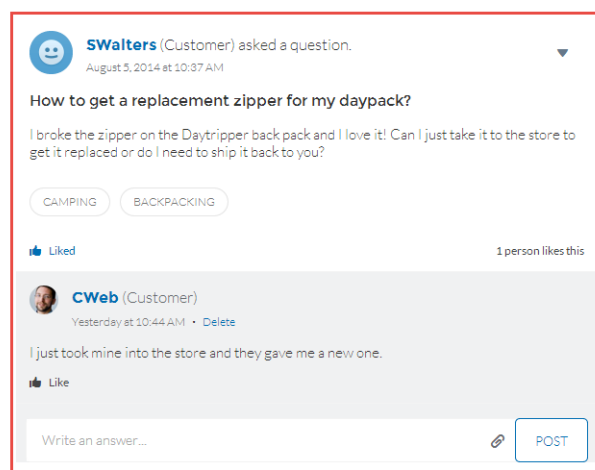 SWalters (Customer) asked a question.
August 5, 2014 at 10:37 AM
How to get a replacement zipper for my daypack?
I broke the zipper on the Daytripper back pack and I love it! Can I just take it to the store to
get it replaced or do I need to ship it back to you?
CAMPING BACKPACKING
Liked 1 person likes this
CWeb (Customer)
Yesterday at 10:44 AM • Delete
I just took mine into the store and they gave me a new one.
Like
Write an answer... POST